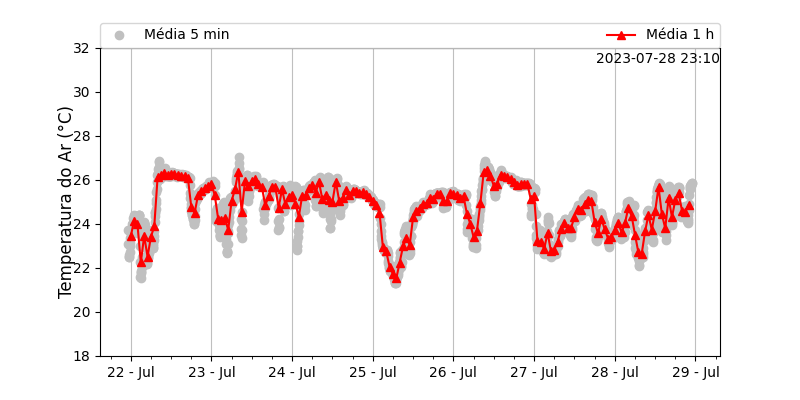 Média 5 min
Média 1 h
2023-07-28 23:10
Temperatura do Ar (°C)
32
30
28
26
24
22
20
18
22 - Jul
23 - Jul
24 - Jul
25 - Jul
26 - Jul
27 - Jul
28 - Jul
29 - Jul